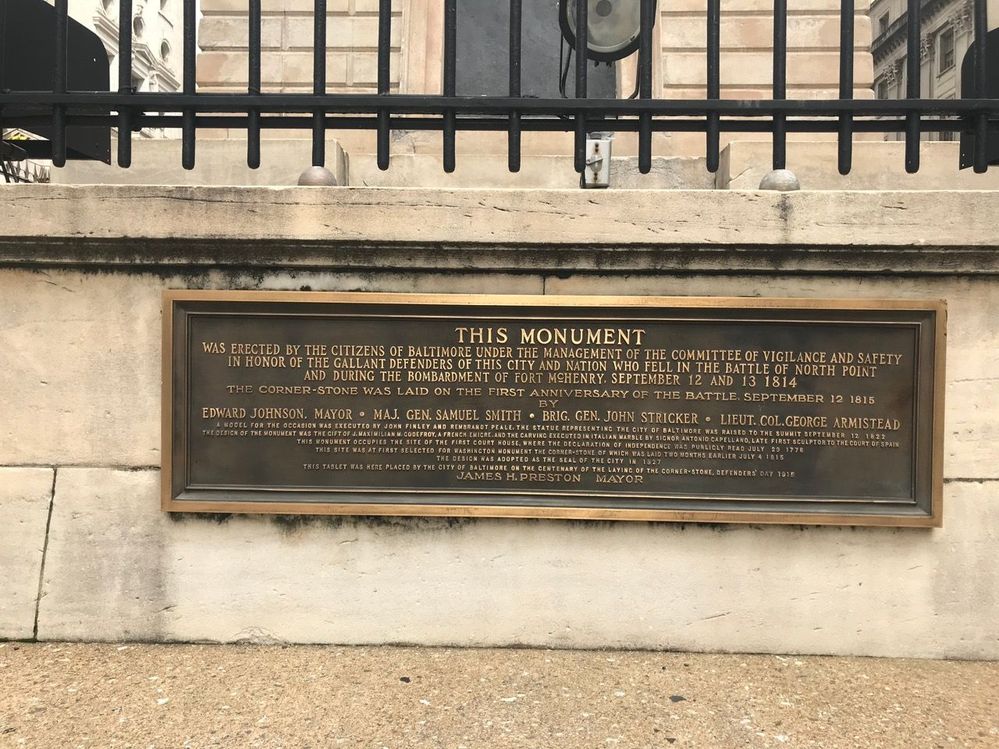 THIS MONUMENT
WAS ERECTED BY THE CITIZENS OF BALTIMORE UNDER THE MANAGEMENT OF THE COMMITTEE OF VIGILANCE AND SAFETY
IN HONOR OF THE GALLANT DEFENDERS OF THIS CITY AND NATION WHO FELL IN THE BATTLE OF NORTH POINT
AND DURING THE BOMBARDMENT OF FORT MCHENRY. SEPTEMBER 12 AND 13 1814
THE CORNER-STONE WAS LAID ON THE FIRST ANNIVERSARY OF THE BATTLE. SEPTEMBER 12 1815
BY
EDWARD JOHNSON. MAYOR • MAJ. GEN. SAMUEL SMITH • BRIG. GEN. JOHN STRICKER • LIEUT. COL. GEORGE ARMISTEAD
A MODEL FOR THE OCCASION WAS EXECUTED BY JOHN FINLEY AND REMBRANDT PEALE. THE STATUE REPRESENTING THE CITY OF BALTIMORE WAS RAISED TO THE SUMMIT SEPTEMBER 12, 1822
THE DESIGN OF THE MONUMENT WAS THE GIFT OF J. MAXIMILIAN M. GODEFROY, A FRENCH EMIGRE, AND THE CARVING EXECUTED IN ITALIAN MARBLE BY SIGNOR ANTONIO CAPELLANO, LATE FIRST SCULPTOR TO THE COURT OF SPAIN
THIS MONUMENT OCCUPIES THE SITE OF THE FIRST COURT HOUSE, WHERE THE DECLARATION OF INDEPENDENCE WAS PUBLICLY READ JULY 29 1776
THIS SITE WAS AT FIRST SELECTED FOR WASHINGTON MONUMENT THE CORNER-STONE OF WHICH WAS LAID TWO MONTHS EARLIER JULY 4 1815
THE DESIGN WAS ADOPTED AS THE SEAL OF THE CITY IN 1827
THIS TABLET WAS HERE PLACED BY THE CITY OF BALTIMORE ON THE CENTENARY OF THE LAYING OF THE CORNER-STONE, DEFENDERS' DAY 1915
JAMES H. PRESTON MAYOR